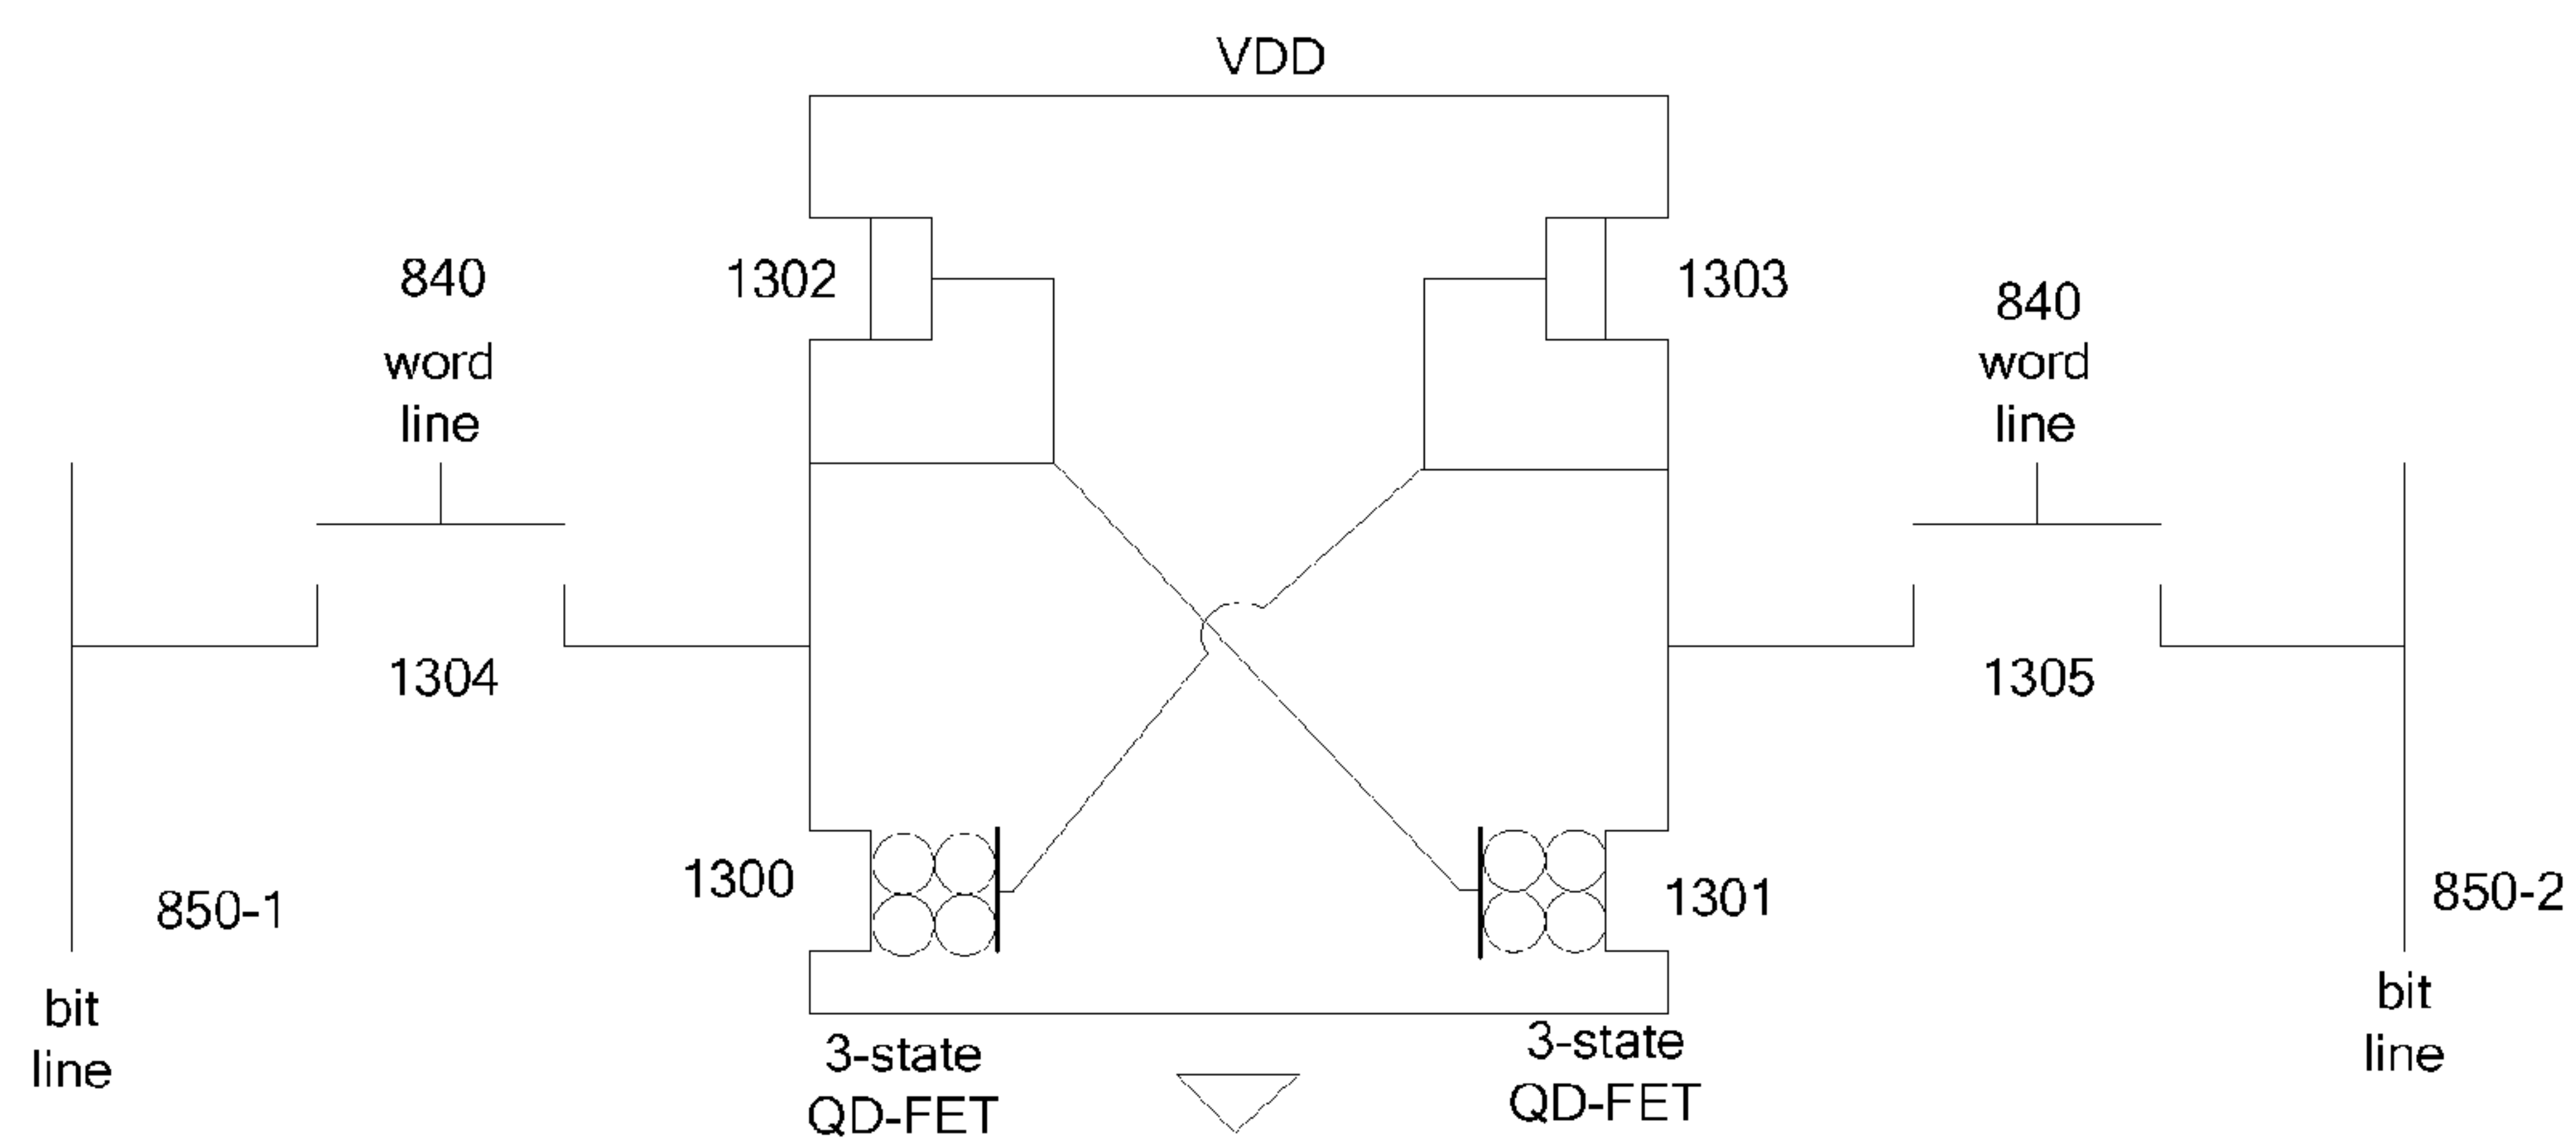 VDD
840
word
line
1302
1303
840
word
line
1304
1305
1300
1301
850-1
850-2
bit
line
3-state
QD-FET
3-state
QD-FET
bit
line